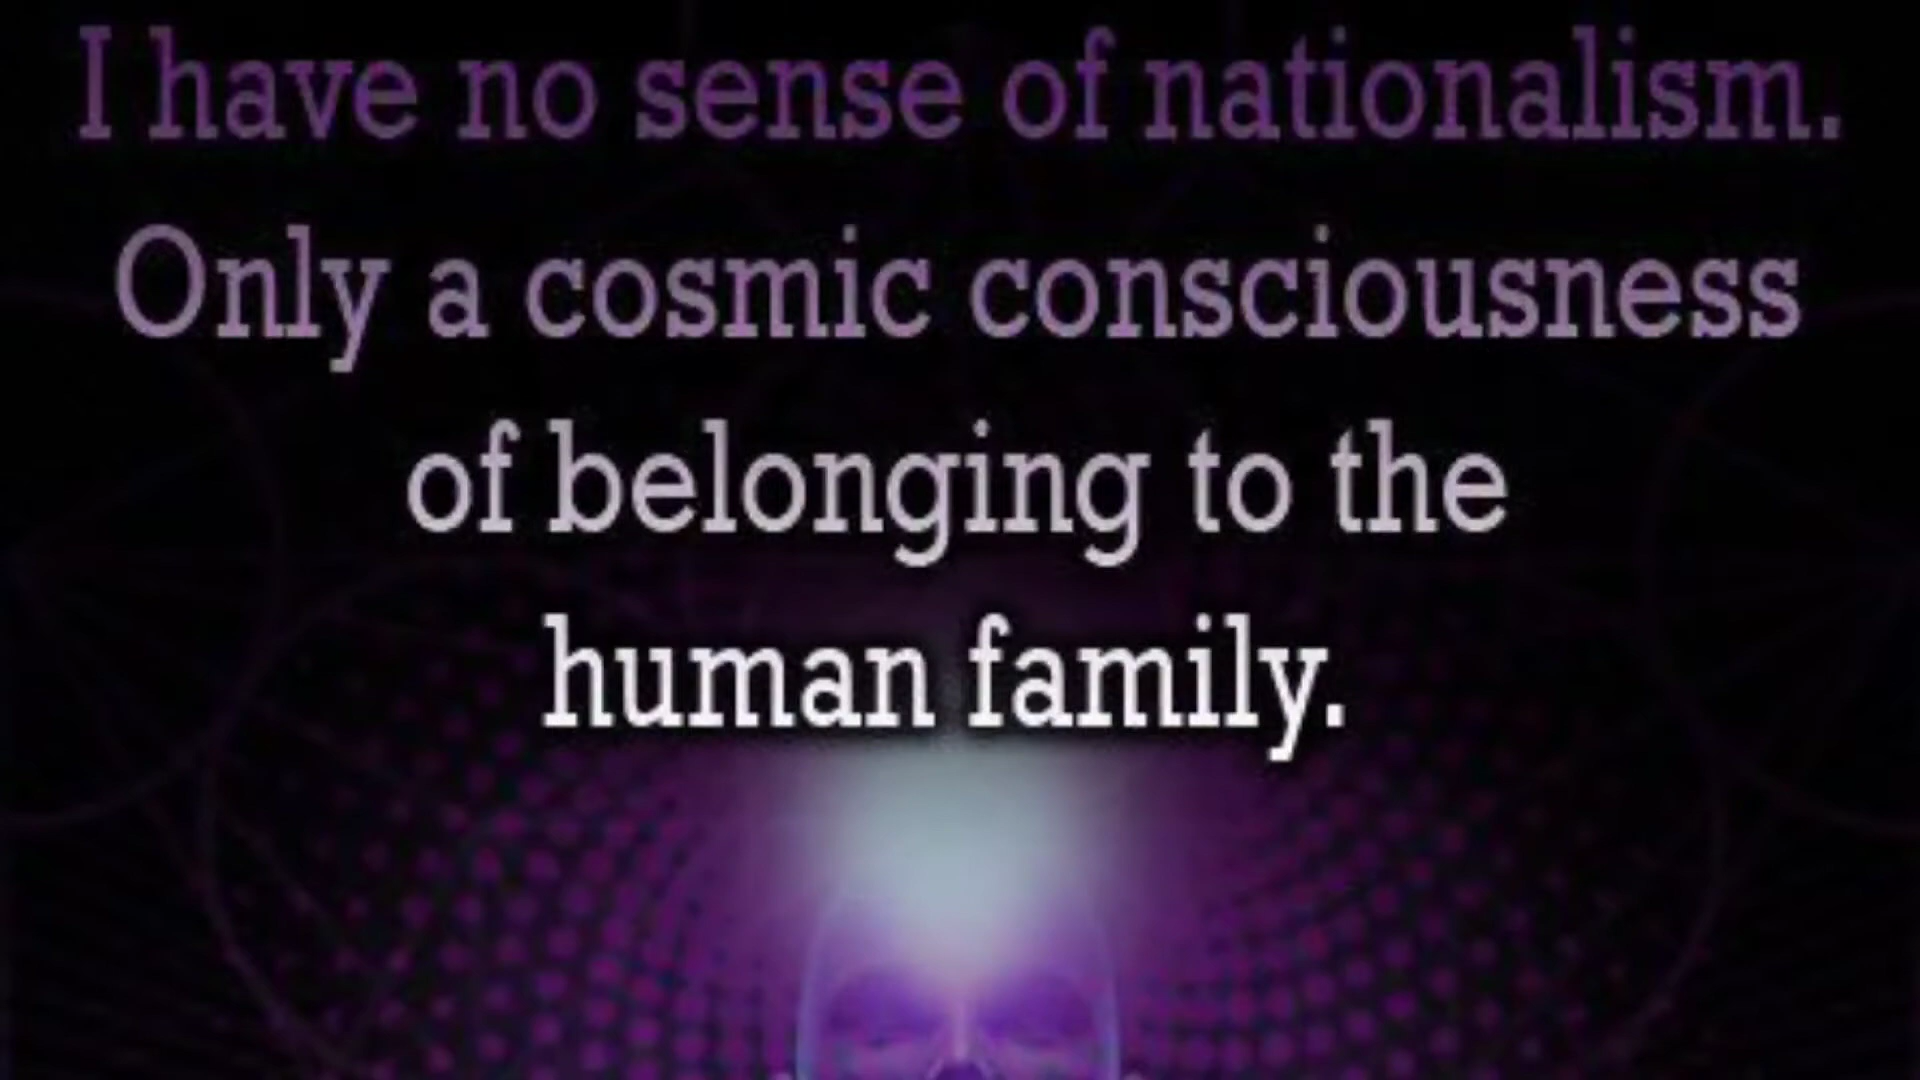 I have no sense of nationalism.
Only a cosmic consciousness
of belonging to the
human family.